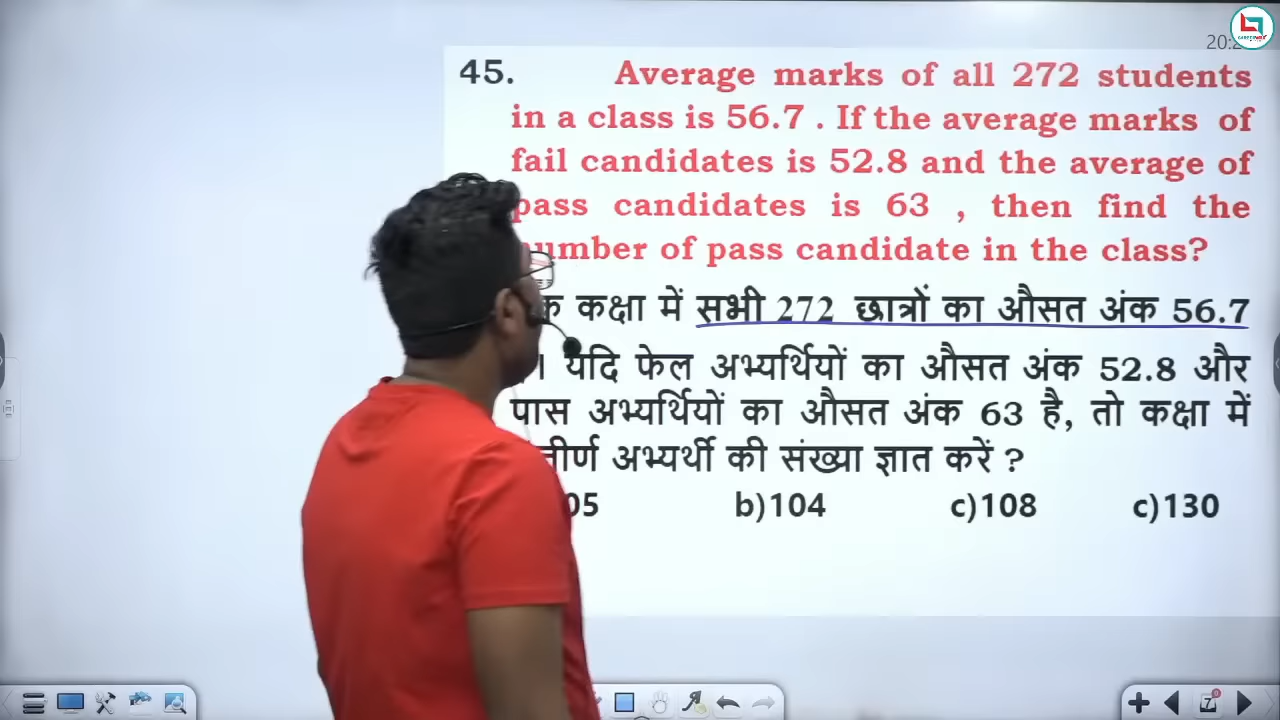 20:2
45. Average marks of all 272 students
in a class is 56.7 . If the average marks of
fail candidates is 52.8 and the average of
pass candidates is 63 , then find the
number of pass candidate in the class?
कक्षा में सभी 272 छात्रों का औसत अंक 56.7
। यदि फेल अभ्यर्थियों का औसत अंक 52.8 और
पास अभ्यर्थियों का औसत अंक 63 है, तो कक्षा में
अभ्यर्थी की संख्या ज्ञात करें ?
05 b)104 c)108 c)130